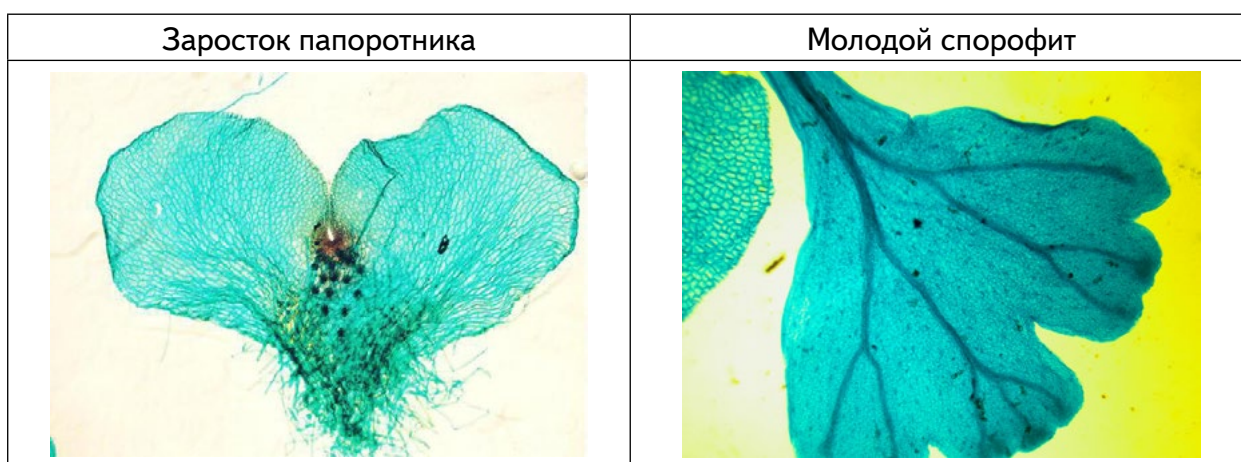 Заросток папоротника
Молодой спорофит